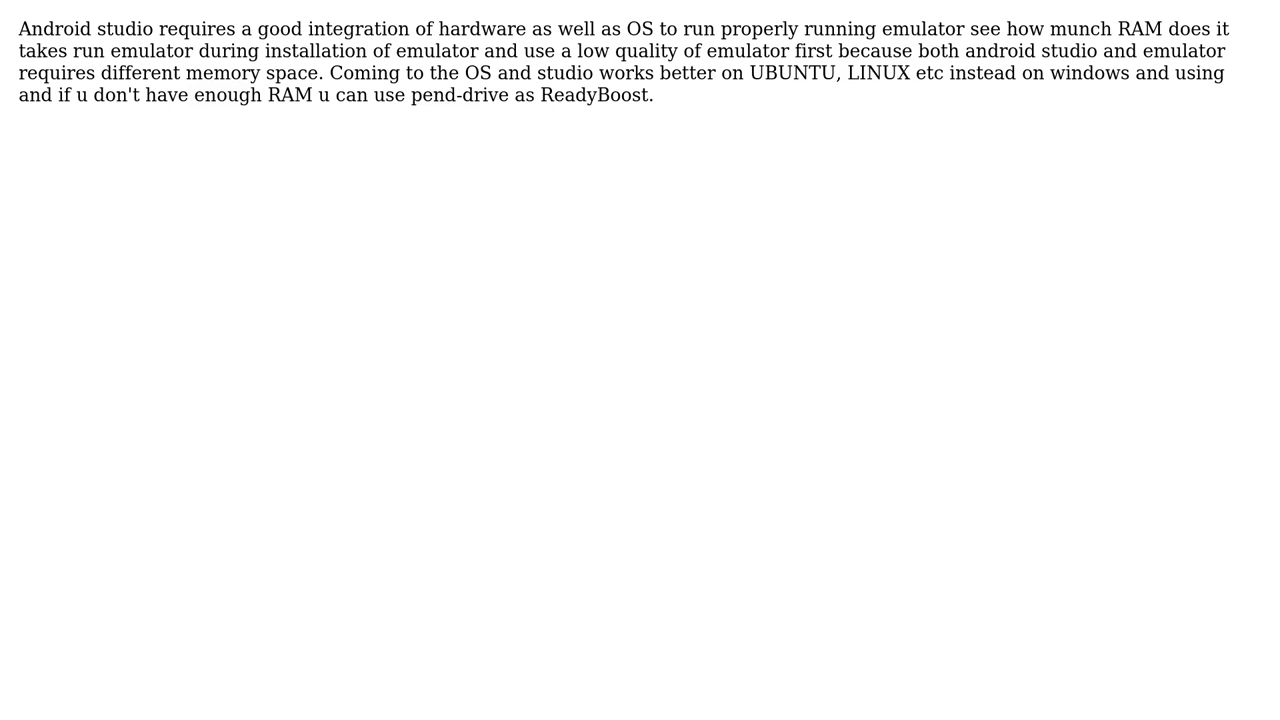 Android studio requires a good integration of hardware as well as OS to run properly running emulator see how munch RAM does it
takes run emulator during installation of emulator and use a low quality of emulator first because both android studio and emulator
requires different memory space. Coming to the OS and studio works better on UBUNTU, LINUX etc instead on windows and using
and if u don't have enough RAM u can use pend-drive as ReadyBoost.